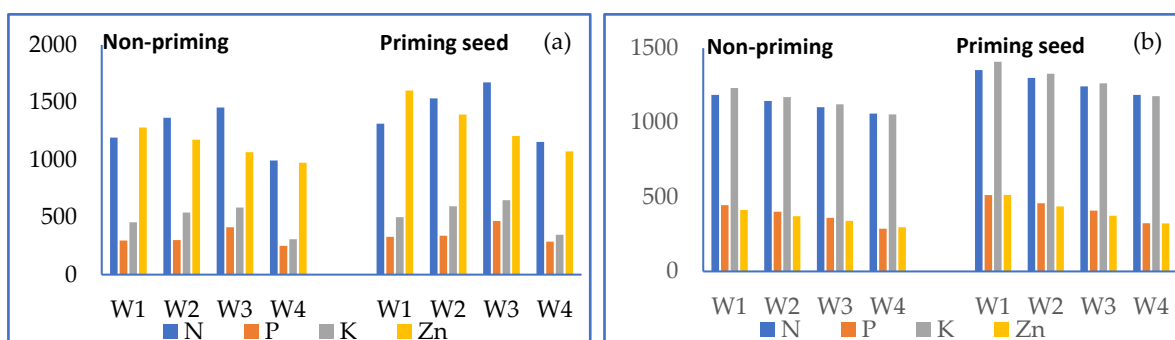 Non-priming Priming seed (a)
2000
1500
1000
500
0
W1 W2 W3 W4 W1 W2 W3 W4
N P K Zn
Non-priming Priming seed (b)
1500
1000
500
0
W1 W2 W3 W4 W1 W2 W3 W4
N P K Zn